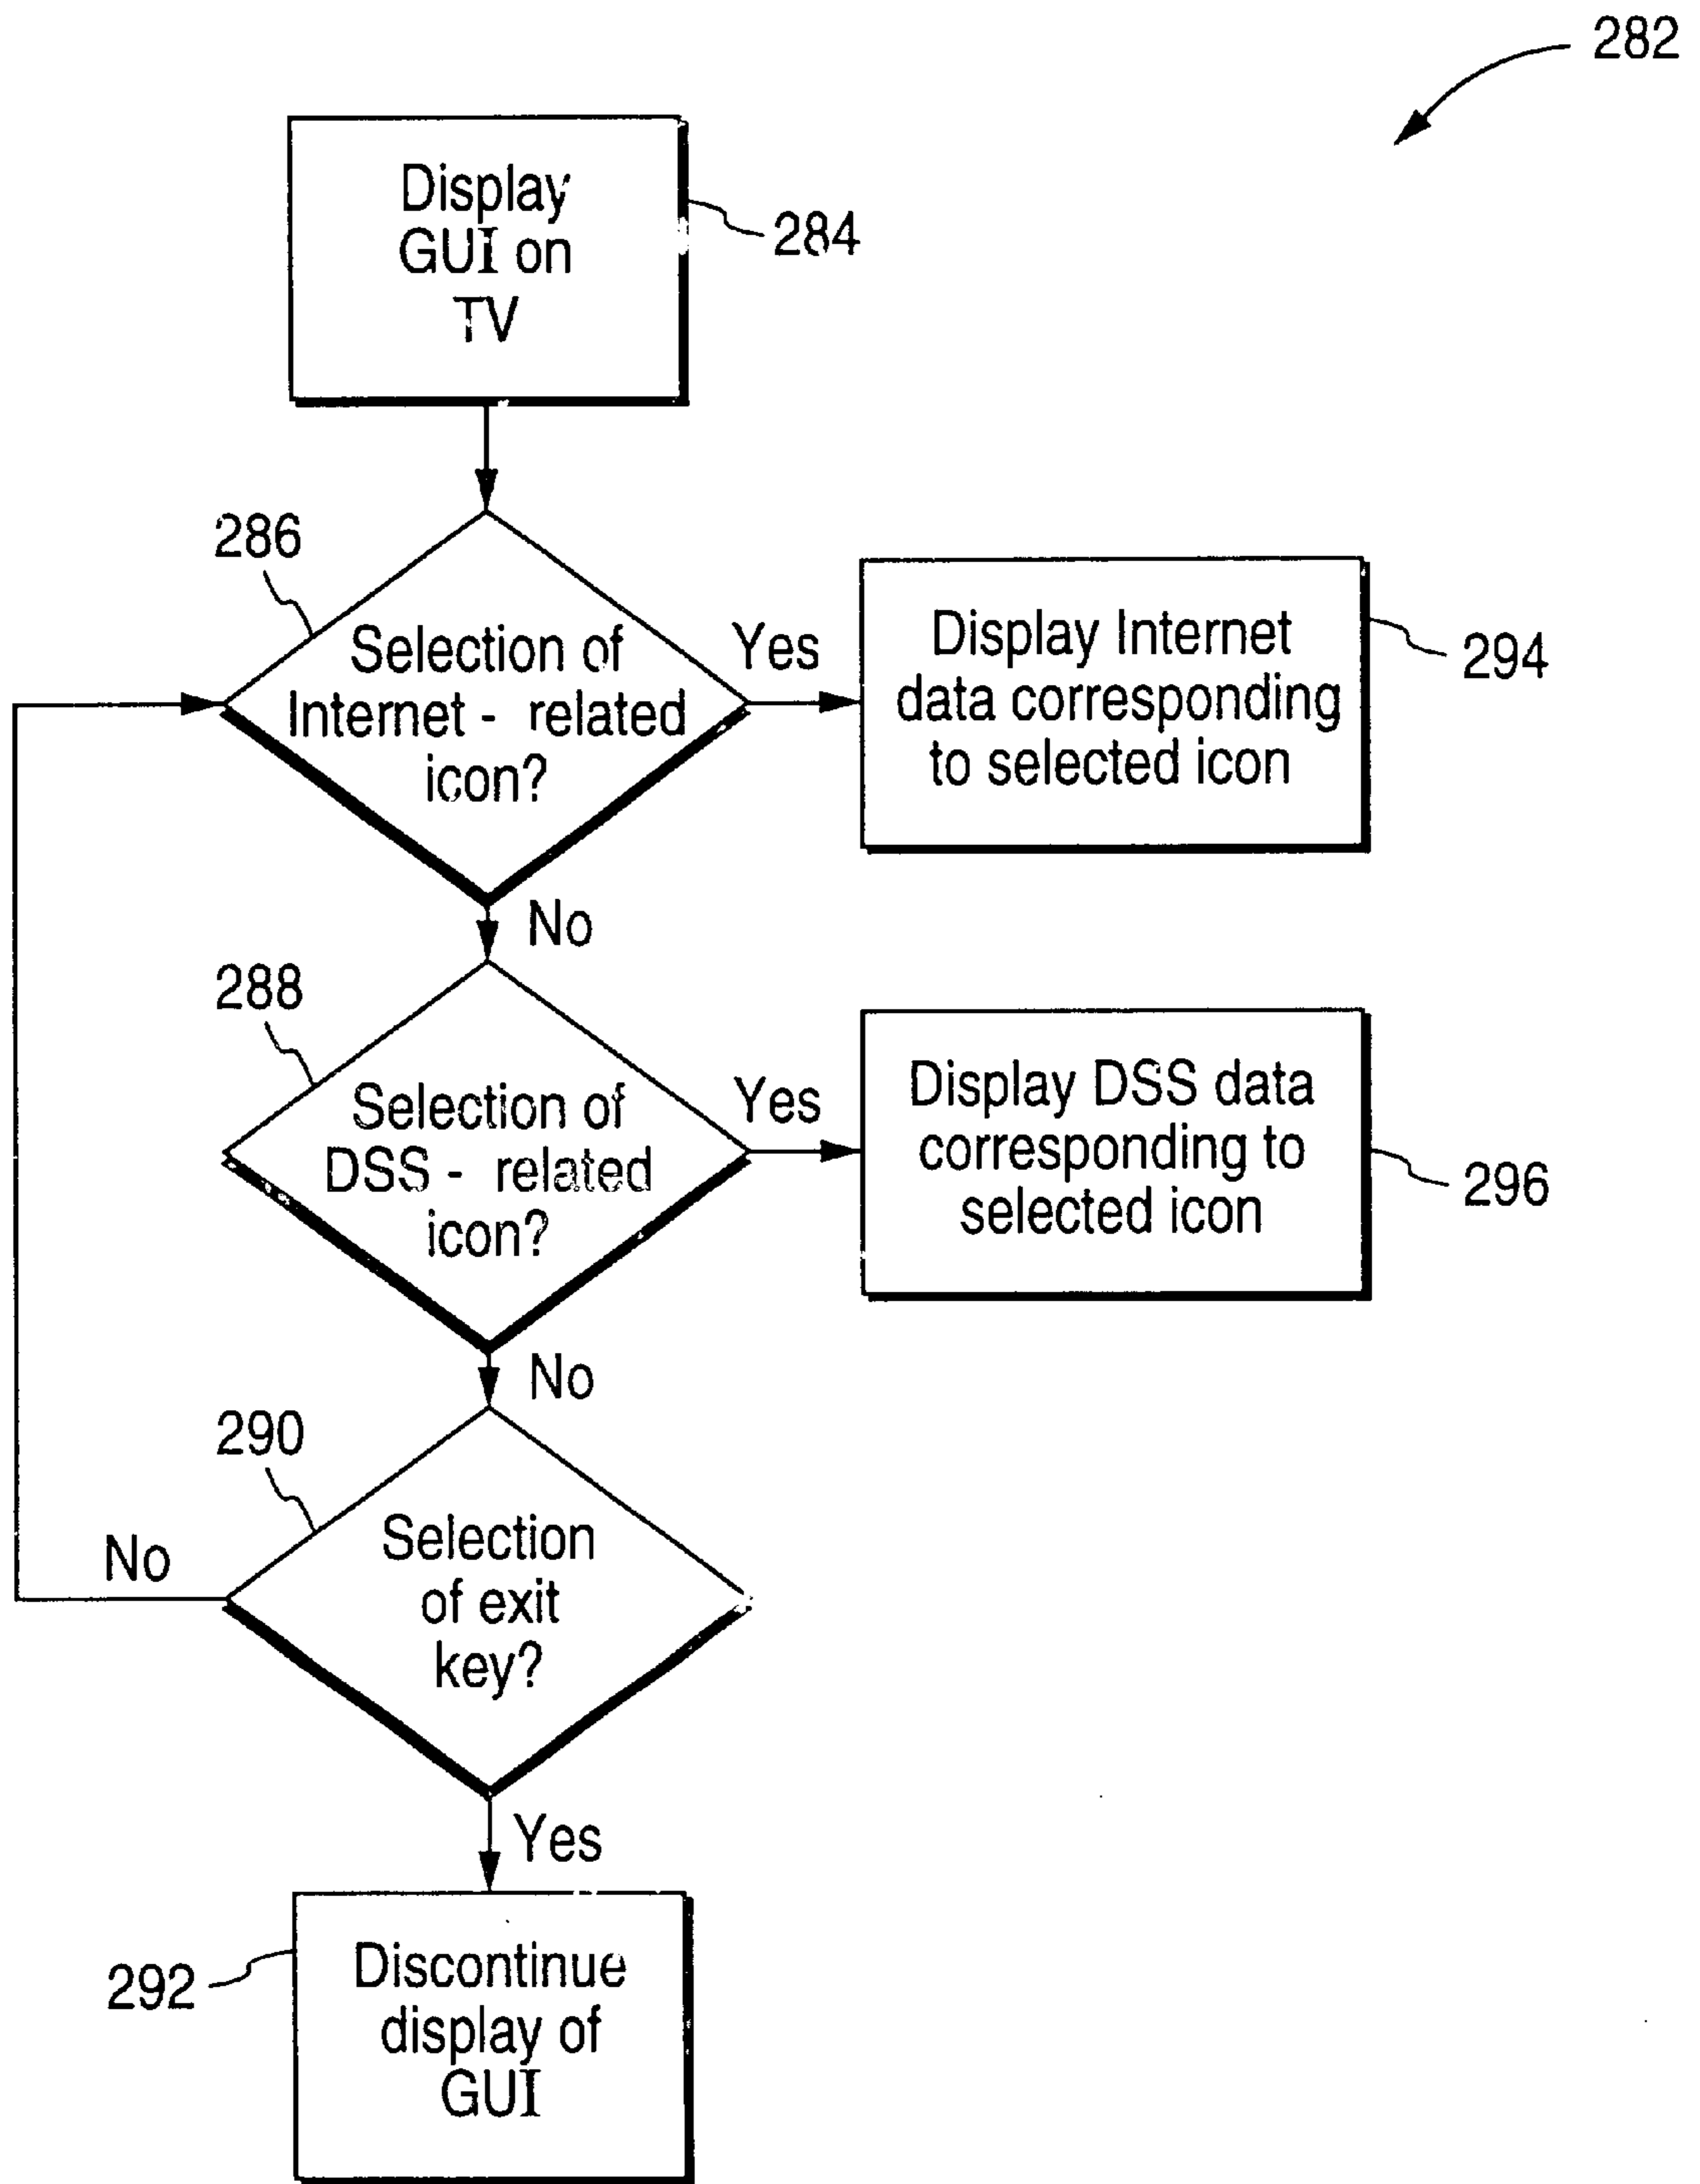 282
Display
GUI on
TV
284
286
Selection of
Internet - related
icon?
Yes
Display Internet
data corresponding
to selected icon
294
No
288
Selection of
DSS - related
icon?
Yes
Display DSS data
corresponding to
selected icon
296
No
290
Selection
of exit
key?
No
Yes
292
Discontinue
display of
GUI